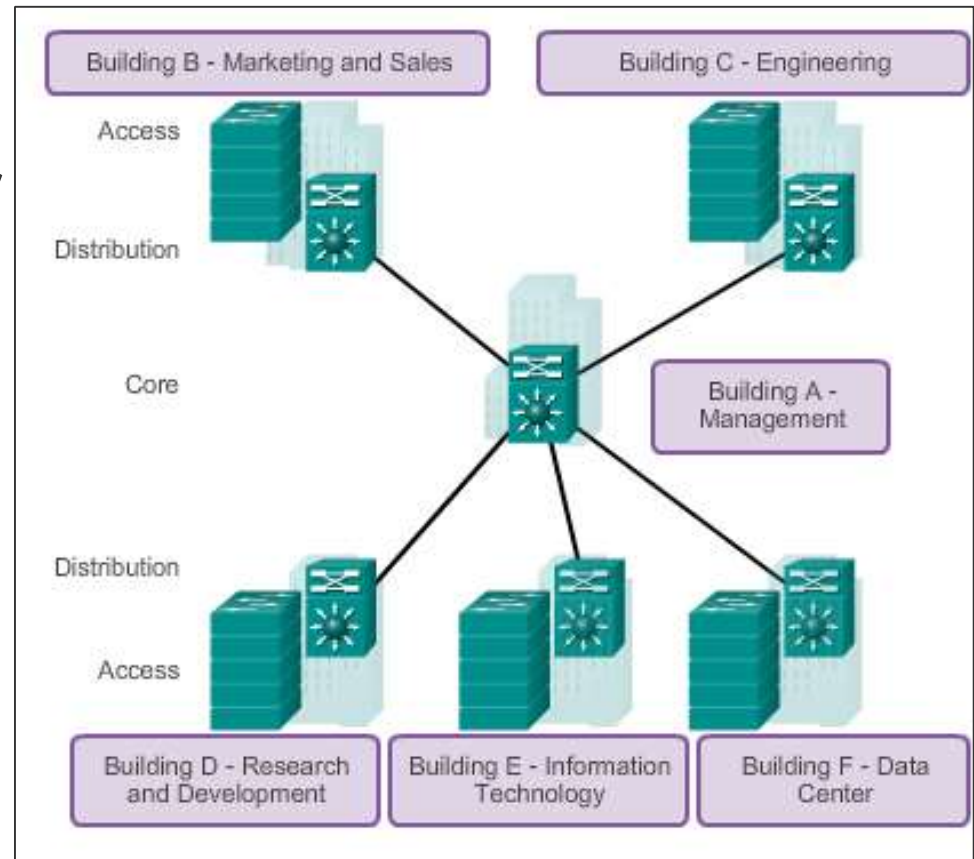 Building B - Marketing and Sales
Building C - Engineering
Access
Distribution
Core
Building A -
Management
Distribution
Access
Building D - Research
and Development
Building E - Information
Technology
Building F - Data
Center